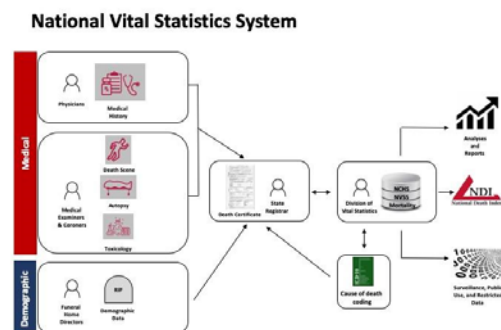 National Vital Statistics System
Medical
Physicians
Medical
History
Death Scene
Medical
Examiners
& Coroners
Autopsy
Toxicology
Demographic
Funeral
Home
Directors
RIP
Demographic
Data
Death Certificate
State
Registrar
Division of
Vital Statistics
NCHS
NVSS
Mortality
Cause of death
coding
Analyses
and
Reports
NDI
National Death Index
Surveillance, Public
Use, and Restricted
Data